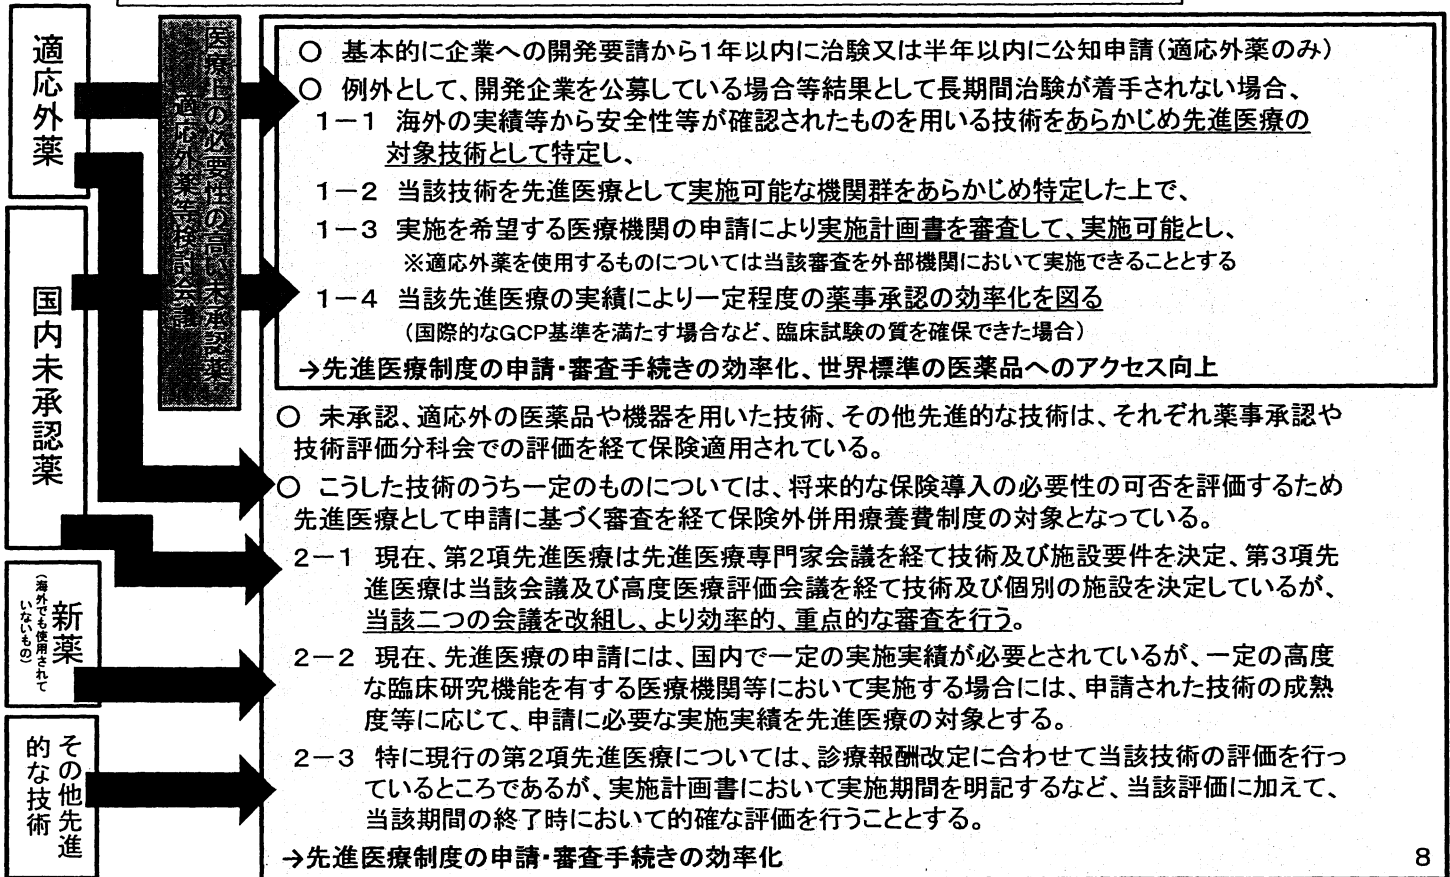 適応外薬
国内未承認薬
新薬
(海外でも使用されて
いないもの)
その他先進
的な技術
医療上の必要性の高い未承認薬
・適応外薬等検討会議
○ 基本的に企業への開発要請から1年以内に治験又は半年以内に公知申請(適応外薬のみ)
○ 例外として、開発企業を公募している場合等結果として長期間治験が着手されない場合、
1-1 海外の実績等から安全性等が確認されたものを用いる技術をあらかじめ先進医療の
対象技術として特定し、
1-2 当該技術を先進医療として実施可能な機関群をあらかじめ特定した上で、
1-3 実施を希望する医療機関の申請により実施計画書を審査して、実施可能とし、
※適応外薬を使用するものについては当該審査を外部機関において実施できることとする
1-4 当該先進医療の実績により一定程度の薬事承認の効率化を図る
(国際的なGCP基準を満たす場合など、臨床試験の質を確保できた場合)
→先進医療制度の申請・審査手続きの効率化、世界標準の医薬品へのアクセス向上
○ 未承認、適応外の医薬品や機器を用いた技術、その他先進的な技術は、それぞれ薬事承認や
技術評価分科会での評価を経て保険適用されている。
○ こうした技術のうち一定のものについては、将来的な保険導入の必要性の可否を評価するため
先進医療として申請に基づく審査を経て保険外併用療養費制度の対象となっている。
2-1 現在、第2項先進医療は先進医療専門家会議を経て技術及び施設要件を決定、第3項先
進医療は当該会議及び高度医療評価会議を経て技術及び個別の施設を決定しているが、
当該二つの会議を改組し、より効率的、重点的な審査を行う。
2-2 現在、先進医療の申請には、国内で一定の実施実績が必要とされているが、一定の高度
な臨床研究機能を有する医療機関等において実施する場合には、申請された技術の成熟
度等に応じて、申請に必要な実施実績を先進医療の対象とする。
2-3 特に現行の第2項先進医療については、診療報酬改定に合わせて当該技術の評価を行っ
ているところであるが、実施計画書において実施期間を明記するなど、当該評価に加えて、
当該期間の終了時において的確な評価を行うこととする。
→先進医療制度の申請・審査手続きの効率化
8